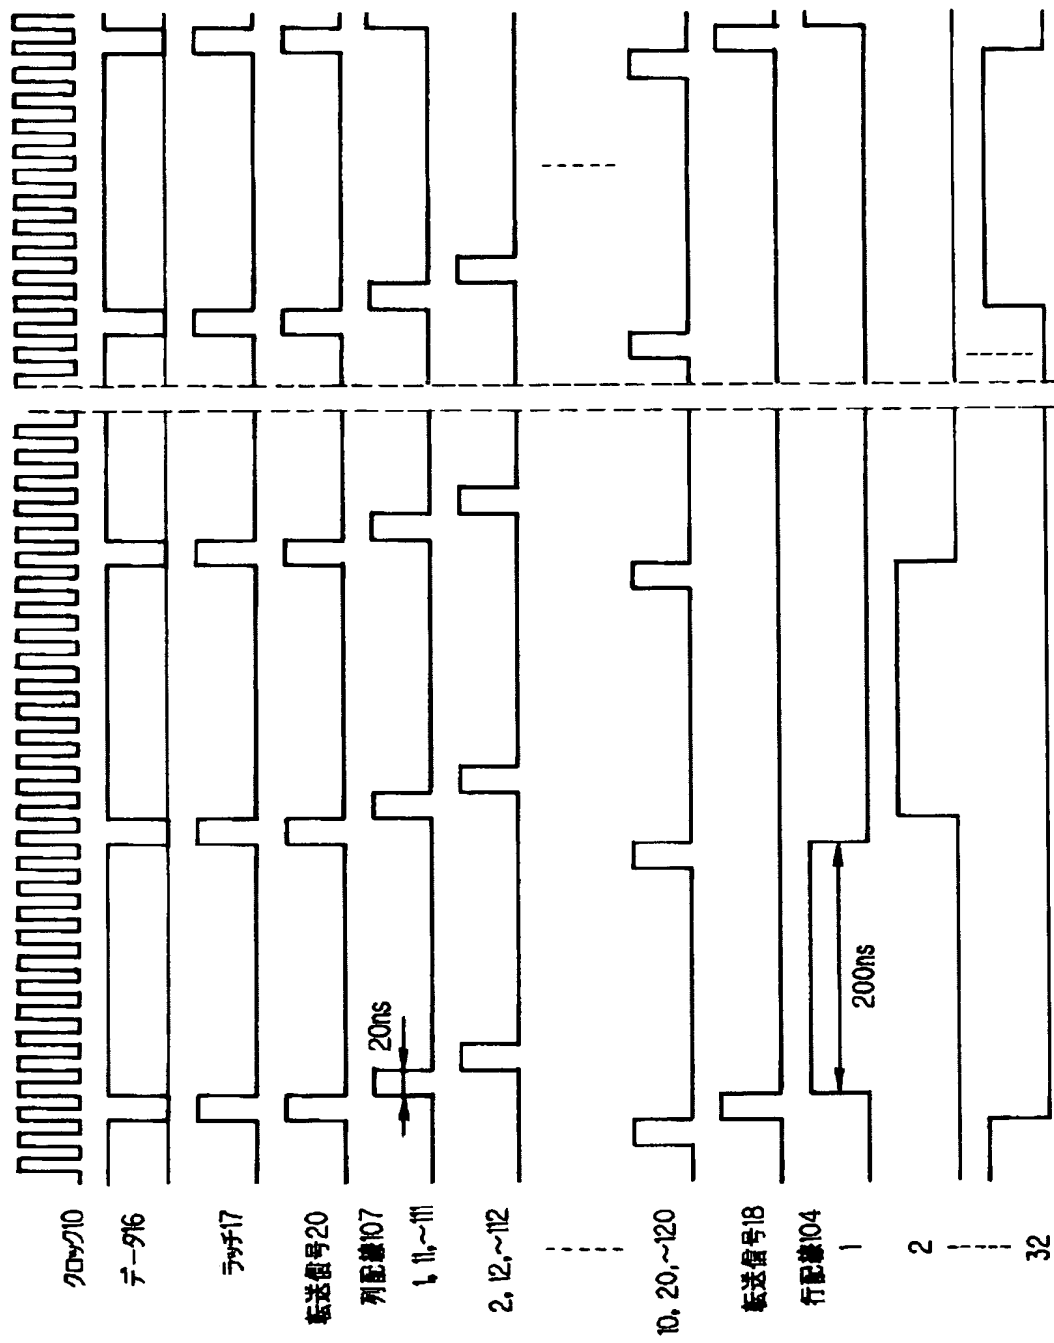 クロック10
データ16
ラッチ17
転送信号20
列配線107
1, 11,~111
20ns
2, 12,~112
10, 20,~120
転送信号18
行配線104
1
200ns
2
32